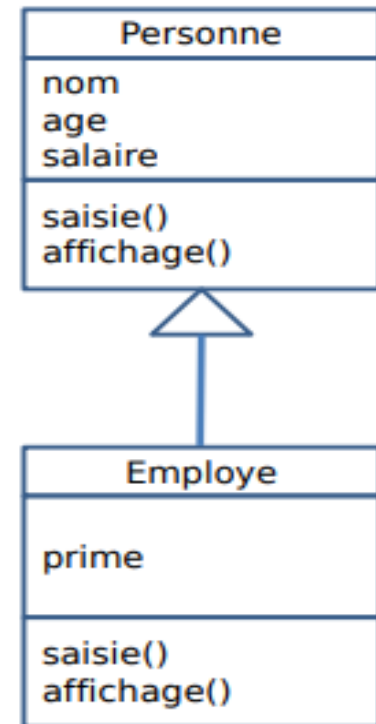 Personne
nom
age
salaire
saisie()
affichage()
Employe
prime
saisie()
affichage()